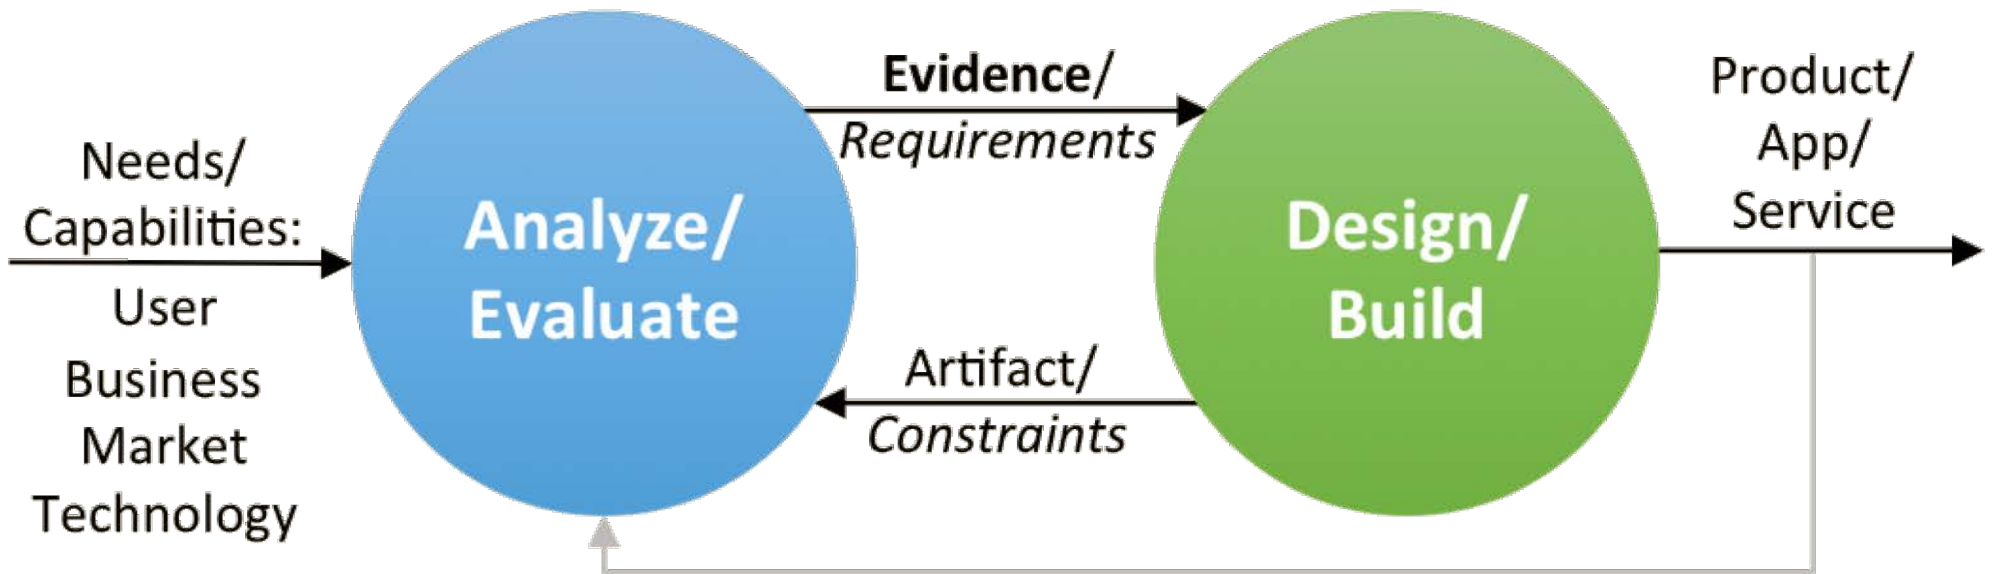 Needs/
Capabilities:
User
Business
Market
Technology
Analyze/
Evaluate
Evidence/
Requirements
Artifact/
Constraints
Design/
Build
Product/
App/
Service